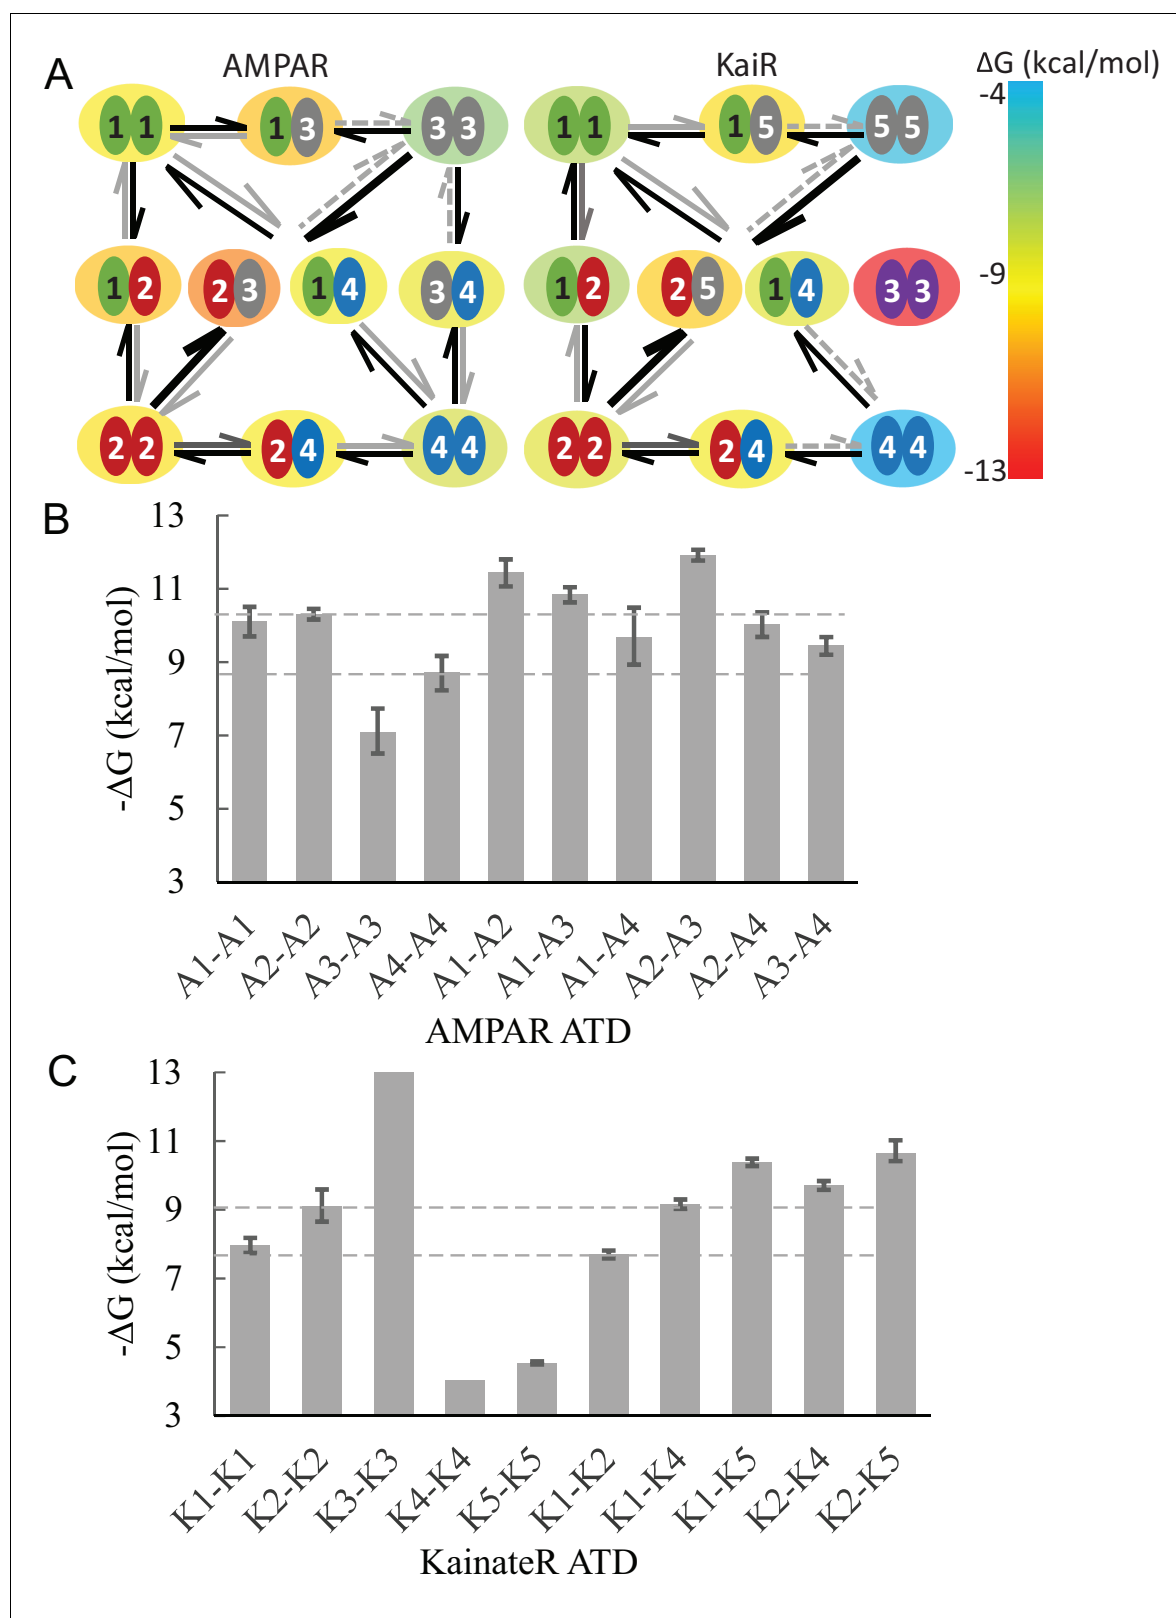 A
AMPAR
KaiR
ΔG (kcal/mol)
1 1
1 3
3 3
1 1
1 5
5 5
-4
1 2
2 3
1 4
3 4
1 2
2 5
1 4
3 3
-9
2 2
2 4
4 4
2 2
2 4
4 4
-13
B
-ΔG (kcal/mol)
13
11
9
7
5
3
A1-A1
A2-A2
A3-A3
A4-A4
A1-A2
A1-A3
A1-A4
A2-A3
A2-A4
A3-A4
AMPAR ATD
C
-ΔG (kcal/mol)
13
11
9
7
5
3
K1-K1
K2-K2
K3-K3
K4-K4
K5-K5
K1-K2
K1-K4
K1-K5
K2-K4
K2-K5
KainateR ATD